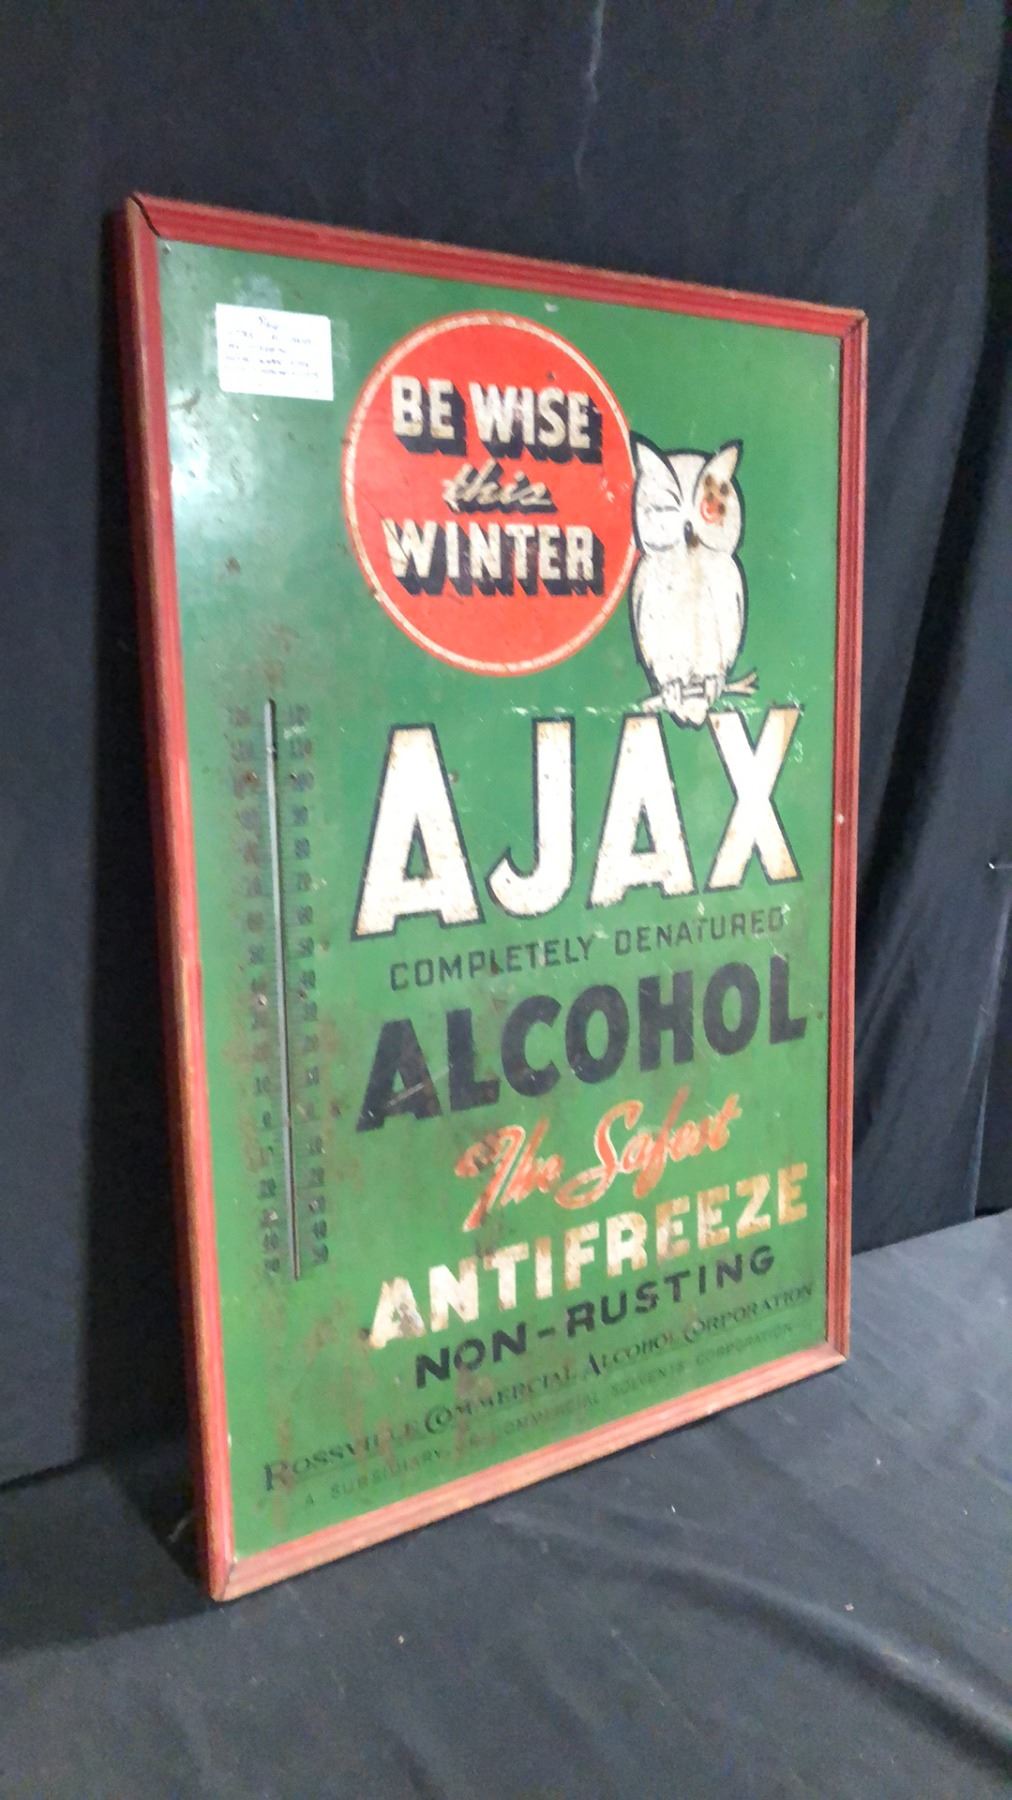 BE WISE
this
WINTER
AJAX
COMPLETELY DENATURED
ALCOHOL
The Safest
ANTIFREEZE
NON-RUSTING
ROSSVILLE COMMERCIAL ALCOHOL CORPORATION
A SUBSIDIARY OF COMMERCIAL SOLVENTS CORPORATION